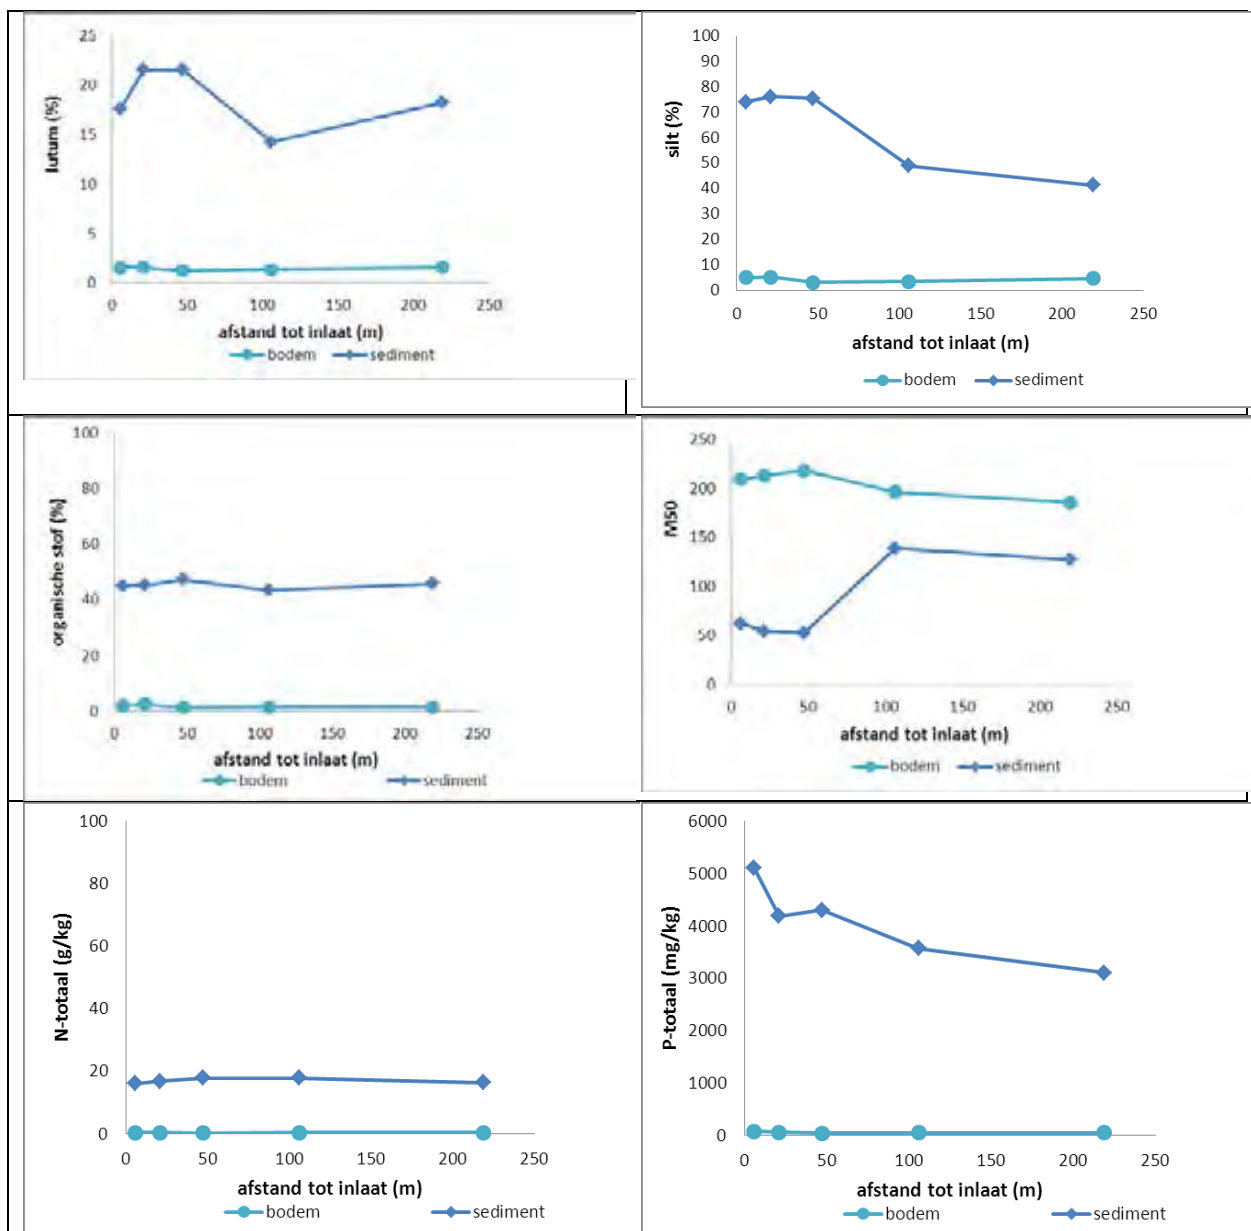 lutum (%)
25
20
15
10
5
0
0 50 100 150 200 250
afstand tot inlaat (m)
bodem sediment
silt (%)
100
90
80
70
60
50
40
30
20
10
0
0 50 100 150 200 250
afstand tot inlaat (m)
bodem sediment
organische stof (%)
100
80
60
40
20
0
0 50 100 150 200 250
afstand tot inlaat (m)
bodem sediment
M50
250
200
150
100
50
0
0 50 100 150 200 250
afstand tot inlaat (m)
bodem sediment
N-totaal (g/kg)
100
80
60
40
20
0
0 50 100 150 200 250
afstand tot inlaat (m)
bodem sediment
P-totaal (mg/kg)
6000
5000
4000
3000
2000
1000
0
0 50 100 150 200 250
afstand tot inlaat (m)
bodem sediment